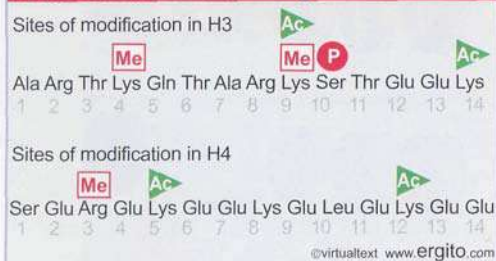 Sites of modification in H3
Ac
Me Me P Ac
Ala Arg Thr Lys Gln Thr Ala Arg Lys Ser Thr Glu Glu Lys
1 2 3 4 5 6 7 8 9 10 11 12 13 14
Sites of modification in H4
Me Ac Ac
Ser Glu Arg Glu Lys Glu Glu Lys Glu Leu Glu Lys Glu Glu
1 2 3 4 5 6 7 8 9 10 11 12 13 14
©virtualtext www.ergito.com